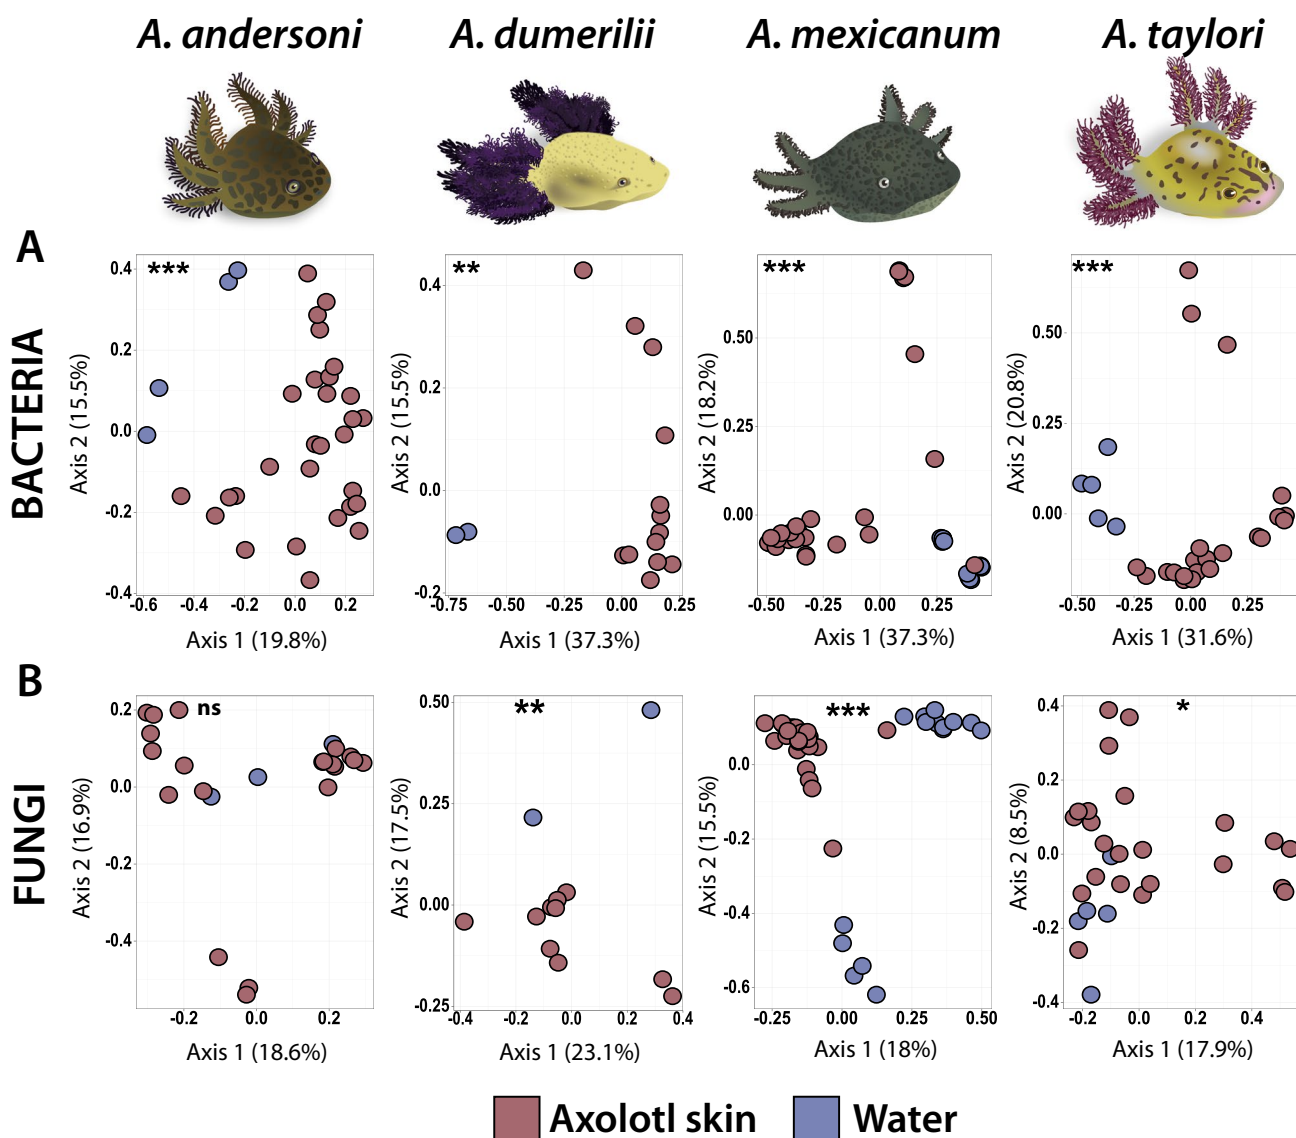 A. andersoni A. dumerilii A. mexicanum A. taylori
A
BACTERIA
***
Axis 2 (15.5%)
0.4
0.2
0.0
-0.2
-0.4
-0.6 -0.4 -0.2 0.0 0.2
Axis 1 (19.8%)
**
Axis 2 (15.5%)
0.4
0.2
0.0
-0.2
-0.75 -0.50 -0.25 0.00 0.25
Axis 1 (37.3%)
***
Axis 2 (18.2%)
0.50
0.25
0.00
-0.50 -0.25 0.00 0.25
Axis 1 (37.3%)
***
Axis 2 (20.8%)
0.50
0.25
0.00
-0.50 -0.25 0.00 0.25
Axis 1 (31.6%)
B
FUNGI
ns
Axis 2 (16.9%)
0.2
0.0
-0.2
-0.4
-0.2 0.0 0.2
Axis 1 (18.6%)
**
Axis 2 (17.5%)
0.50
0.25
0.00
-0.25
-0.4 -0.2 0.0 0.2 0.4
Axis 1 (23.1%)
***
Axis 2 (15.5%)
0.0
-0.2
-0.4
-0.6
-0.25 0.00 0.25 0.50
Axis 1 (18%)
*
Axis 2 (8.5%)
0.4
0.2
0.0
-0.2
-0.4
-0.2 0.0 0.2 0.4
Axis 1 (17.9%)
Axolotl skin Water